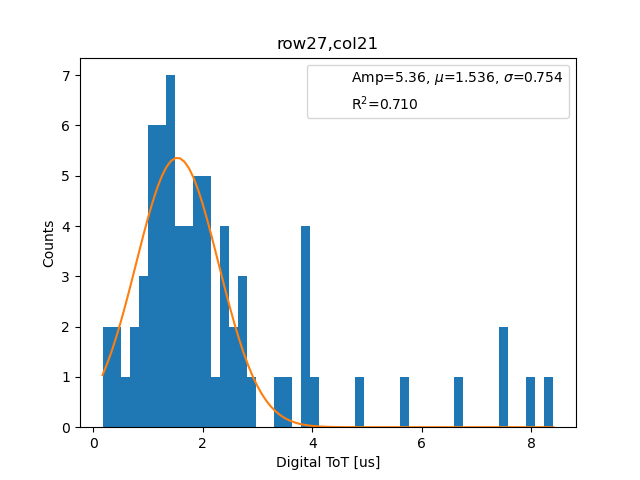 row27,col21
Amp=5.36, μ=1.536, σ=0.754
R²=0.710
7
6
5
4
3
2
1
0
Counts
0 2 4 6 8
Digital ToT [us]